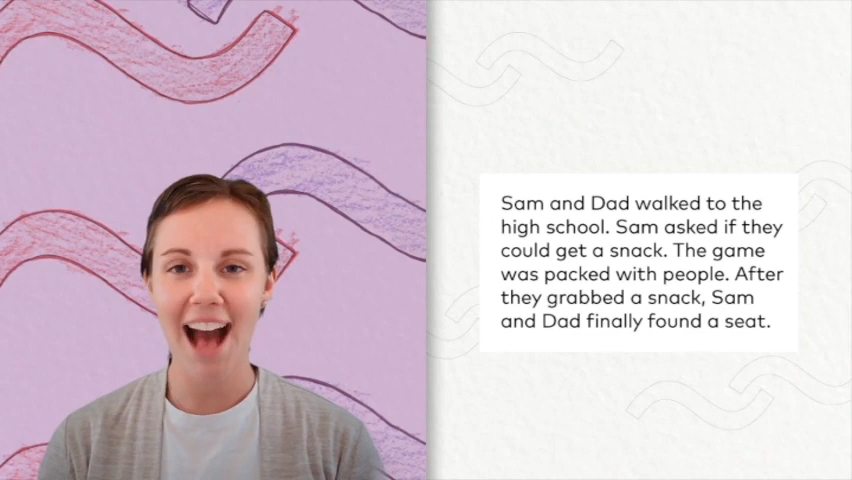 Sam and Dad walked to the
high school. Sam asked if they
could get a snack. The game
was packed with people. After
they grabbed a snack, Sam
and Dad finally found a seat.